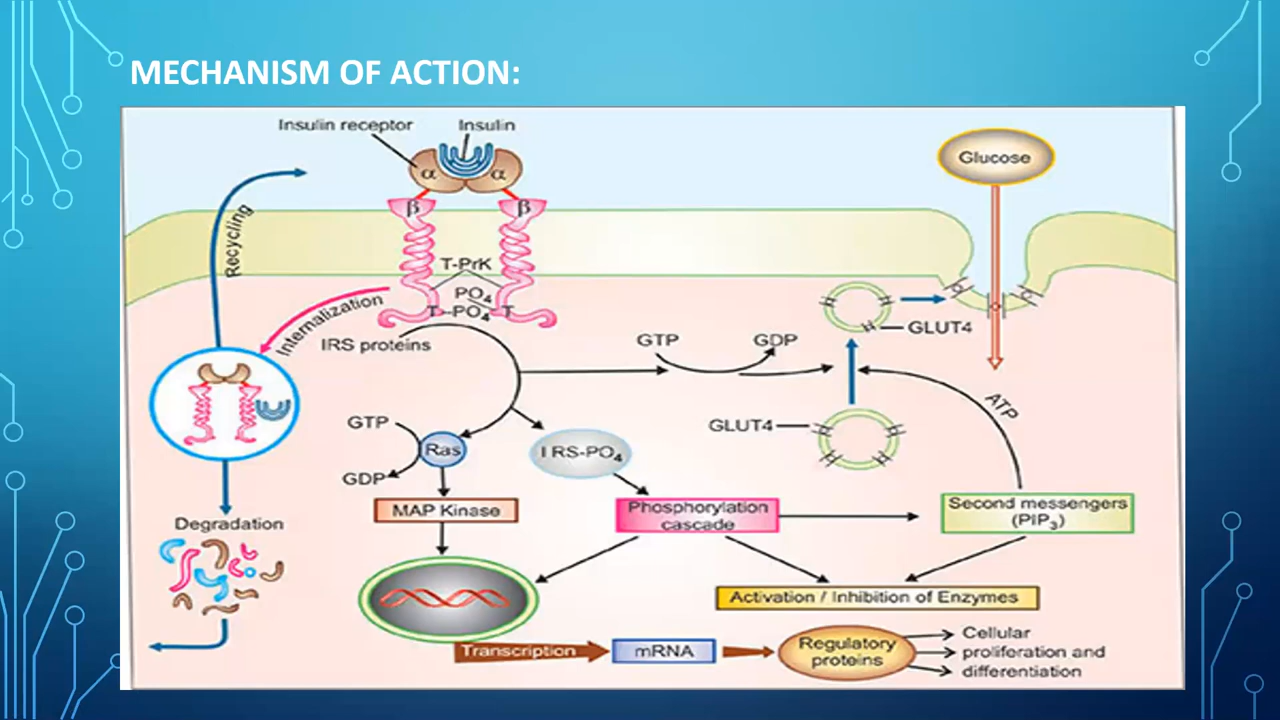 MECHANISM OF ACTION:
Insulin receptor
Insulin
α
α
β
β
Glucose
Recycling
T-PrK
PO4
T-PO4 T
Internalization
IRS proteins
GTP
GDP
GLUT4
ATP
GLUT4
GTP
Ras
GDP
IRS-PO4
MAP Kinase
Phosphorylation
cascade
Second messengers
(PIP3)
Degradation
Activation / Inhibition of Enzymes
Transcription
mRNA
Regulatory
proteins
Cellular
proliferation and
differentiation